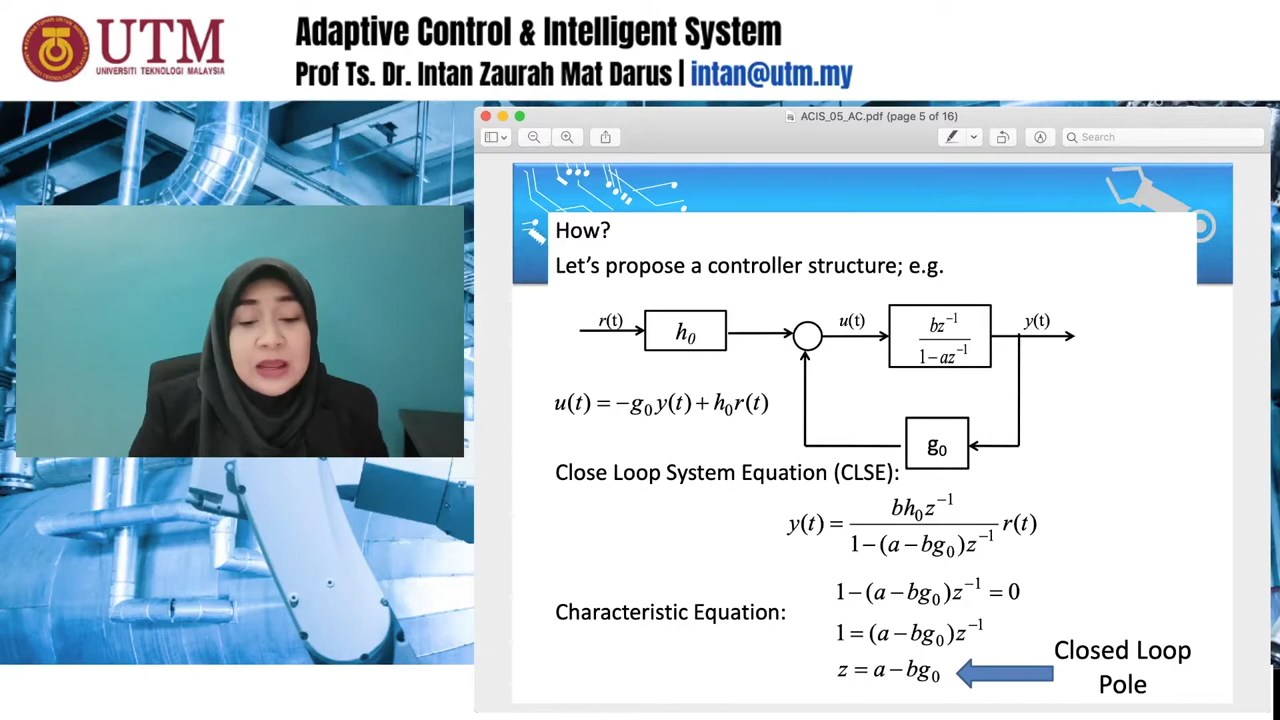 UTM
UNIVERSITI TEKNOLOGI MALAYSIA
Adaptive Control & Intelligent System
Prof Ts. Dr. Intan Zaurah Mat Darus | intan@utm.my
ACIS_05_AC.pdf (page 5 of 16)
Search
How?
Let's propose a controller structure; e.g.
r(t)
h₀
u(t)
bz⁻¹
1−az⁻¹
y(t)
u(t) = −g₀y(t) + h₀r(t)
g₀
Close Loop System Equation (CLSE):
y(t) = bh₀z⁻¹ / 1−(a−bg₀)z⁻¹ r(t)
1−(a−bg₀)z⁻¹ = 0
Characteristic Equation:
1 = (a−bg₀)z⁻¹
z = a−bg₀
Closed Loop
Pole